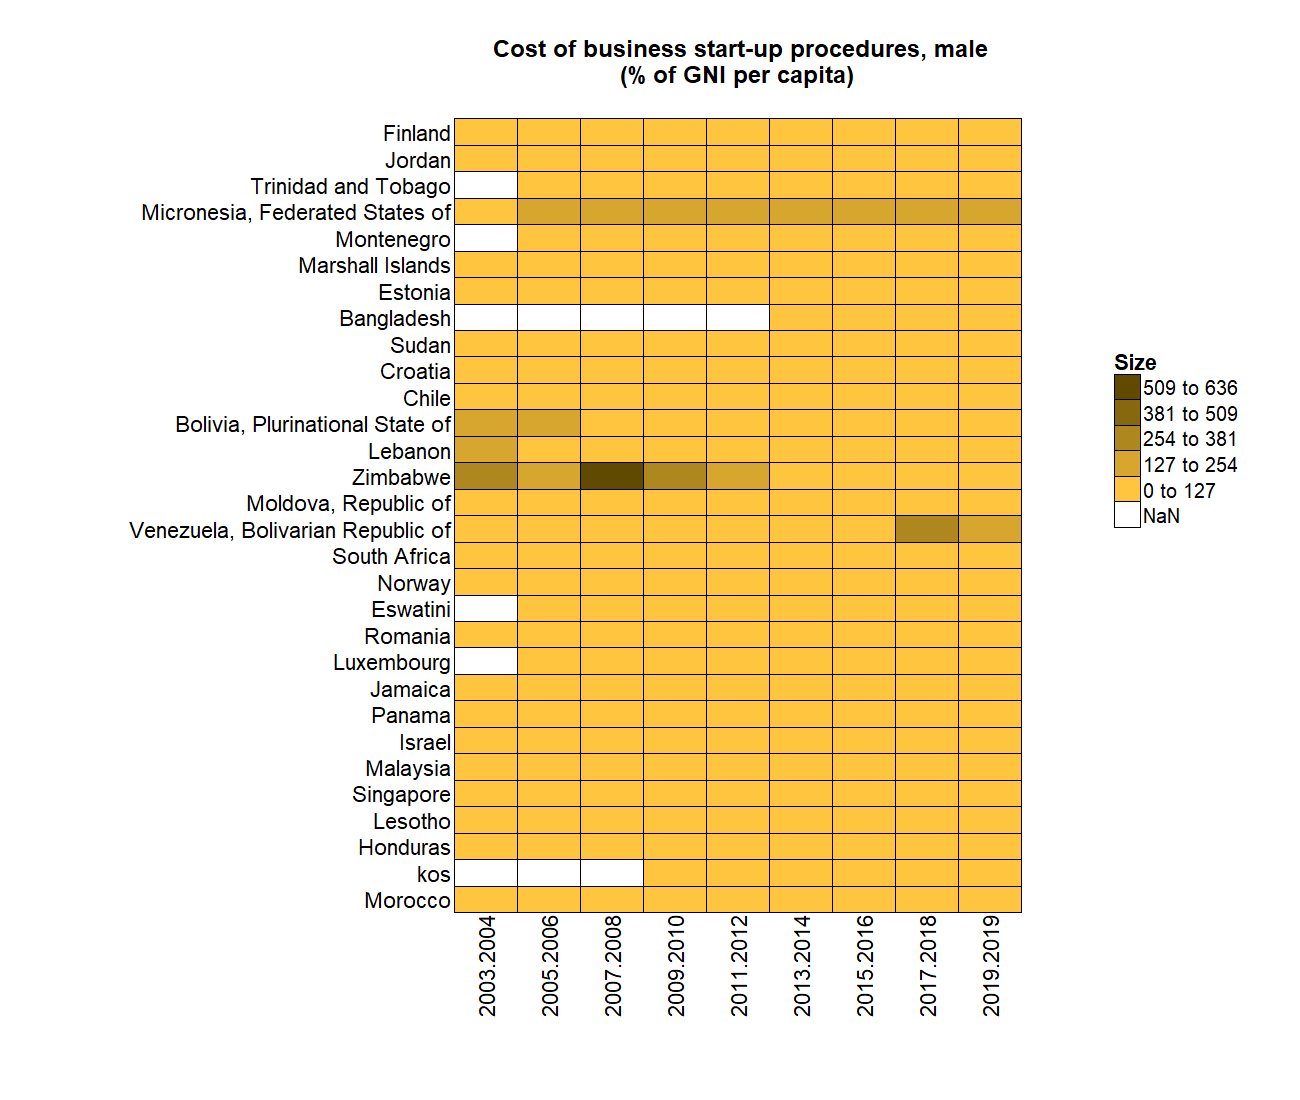 Cost of business start-up procedures, male
(% of GNI per capita)
Finland
Jordan
Trinidad and Tobago
Micronesia, Federated States of
Montenegro
Marshall Islands
Estonia
Bangladesh
Sudan
Croatia
Chile
Bolivia, Plurinational State of
Lebanon
Zimbabwe
Moldova, Republic of
Venezuela, Bolivarian Republic of
South Africa
Norway
Eswatini
Romania
Luxembourg
Jamaica
Panama
Israel
Malaysia
Singapore
Lesotho
Honduras
kos
Morocco
2003.2004
2005.2006
2007.2008
2009.2010
2011.2012
2013.2014
2015.2016
2017.2018
2019.2019
Size
509 to 636
381 to 509
254 to 381
127 to 254
0 to 127
NaN